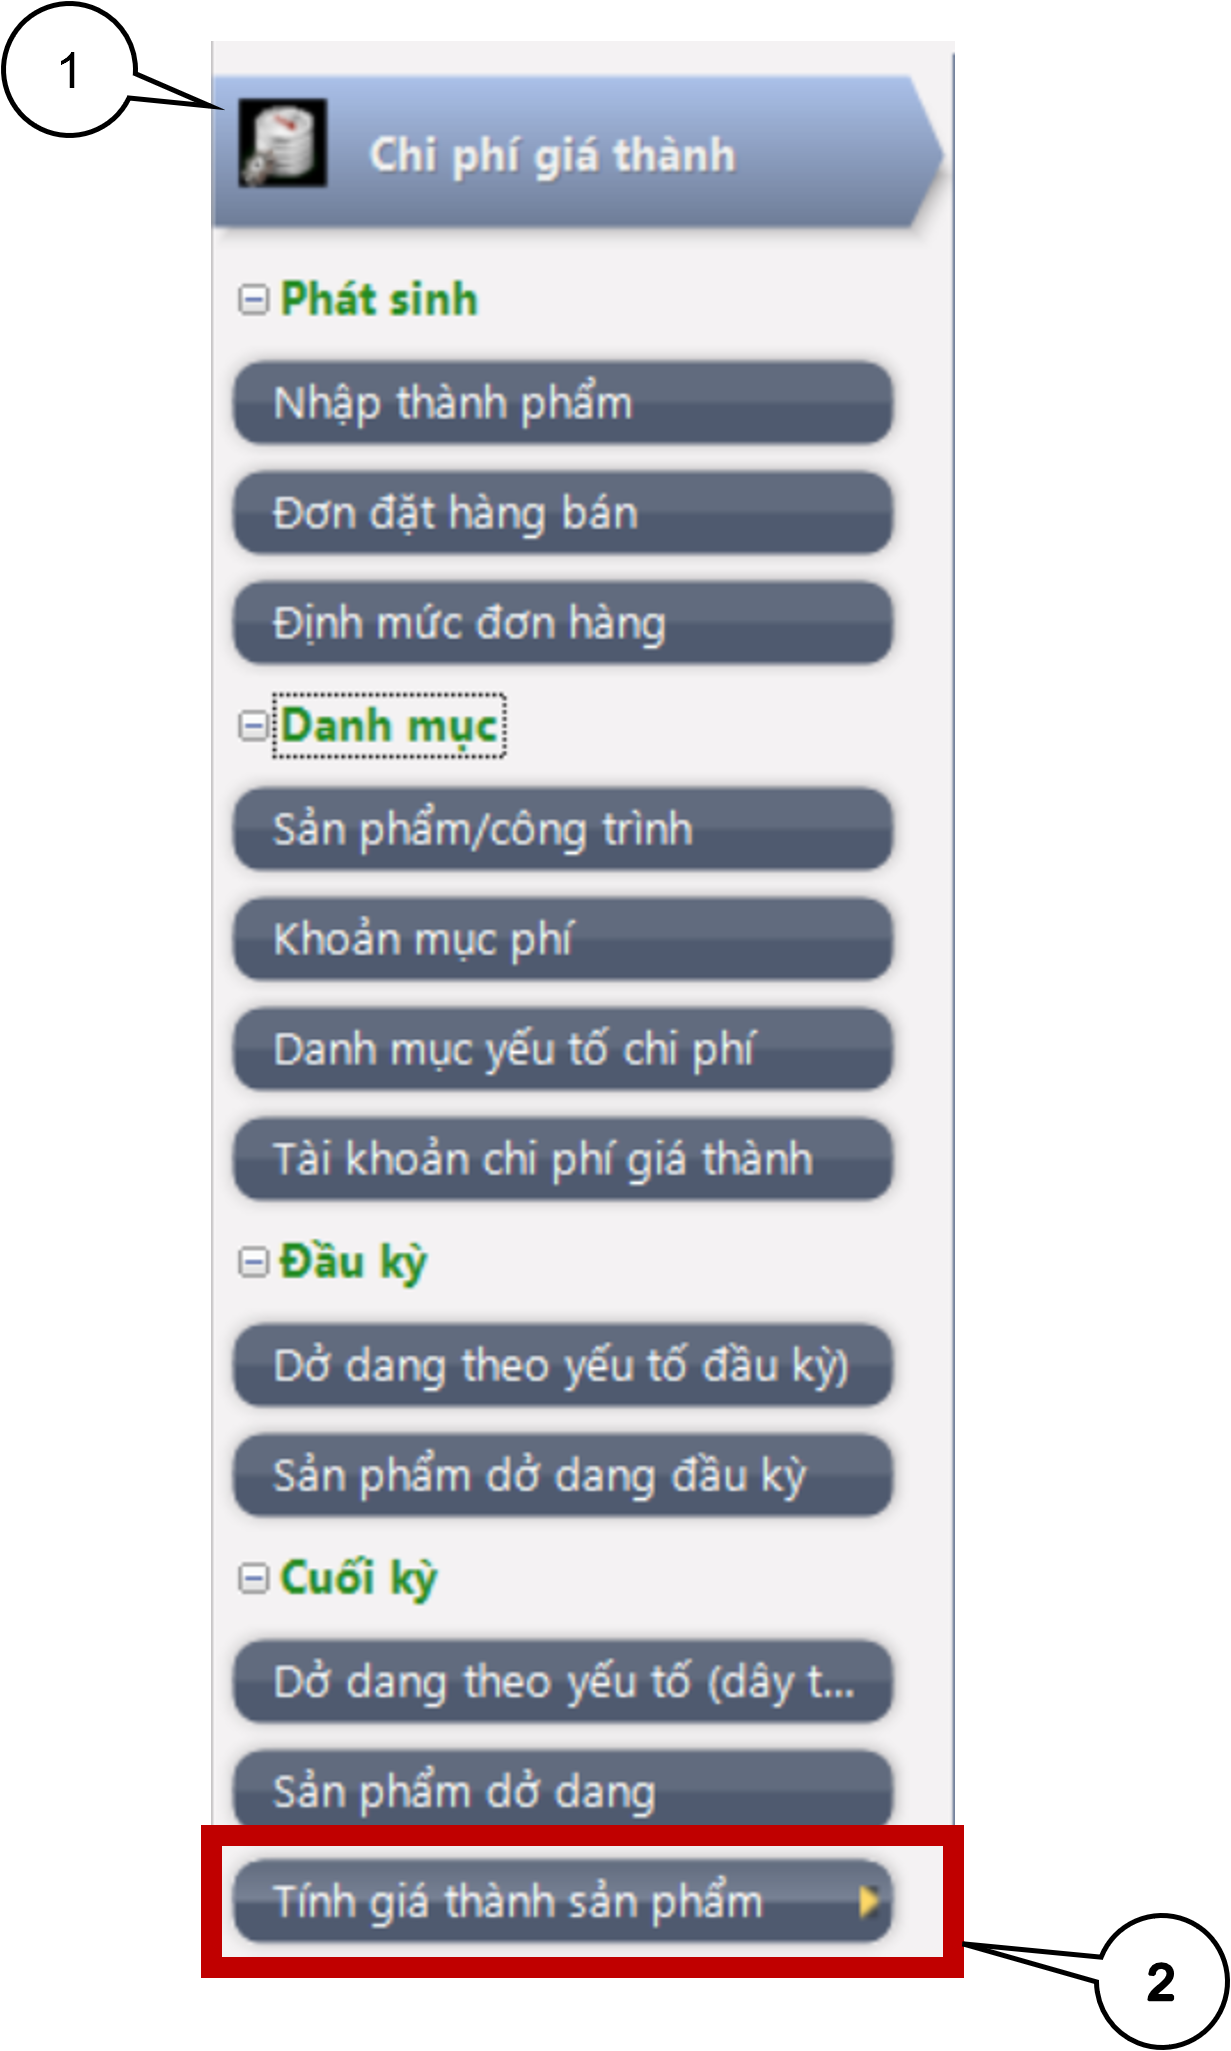 1
Chi phí giá thành
Phát sinh
Nhập thành phẩm
Đơn đặt hàng bán
Định mức đơn hàng
Danh mục
Sản phẩm/công trình
Khoản mục phí
Danh mục yếu tố chi phí
Tài khoản chi phí giá thành
Đầu kỳ
Dở dang theo yếu tố đầu kỳ)
Sản phẩm dở dang đầu kỳ
Cuối kỳ
Dở dang theo yếu tố (dây t...
Sản phẩm dở dang
Tính giá thành sản phẩm
2